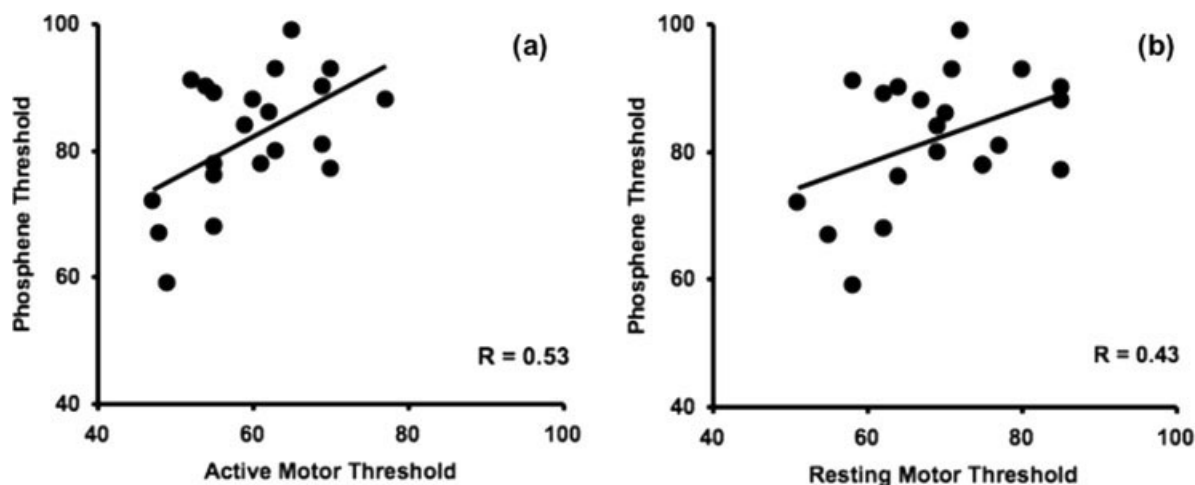 (a)
Phosphene Threshold
100
80
60
40
R = 0.53
40 60 80 100
Active Motor Threshold
(b)
Phosphene Threshold
100
80
60
40
R = 0.43
40 60 80 100
Resting Motor Threshold